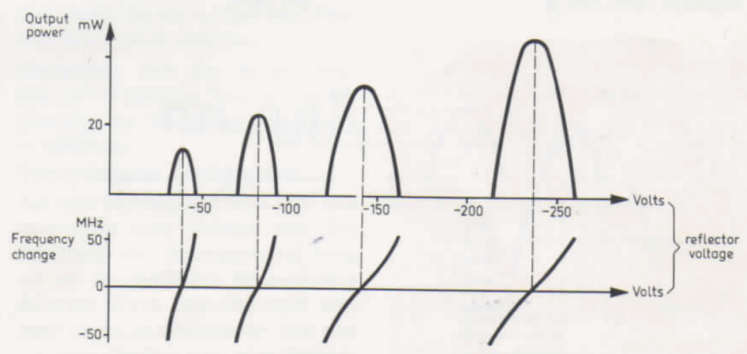 Output power mW
20
-50 -100 -150 -200 -250 Volts
MHz
Frequency change
50
0 Volts
-50
reflector voltage